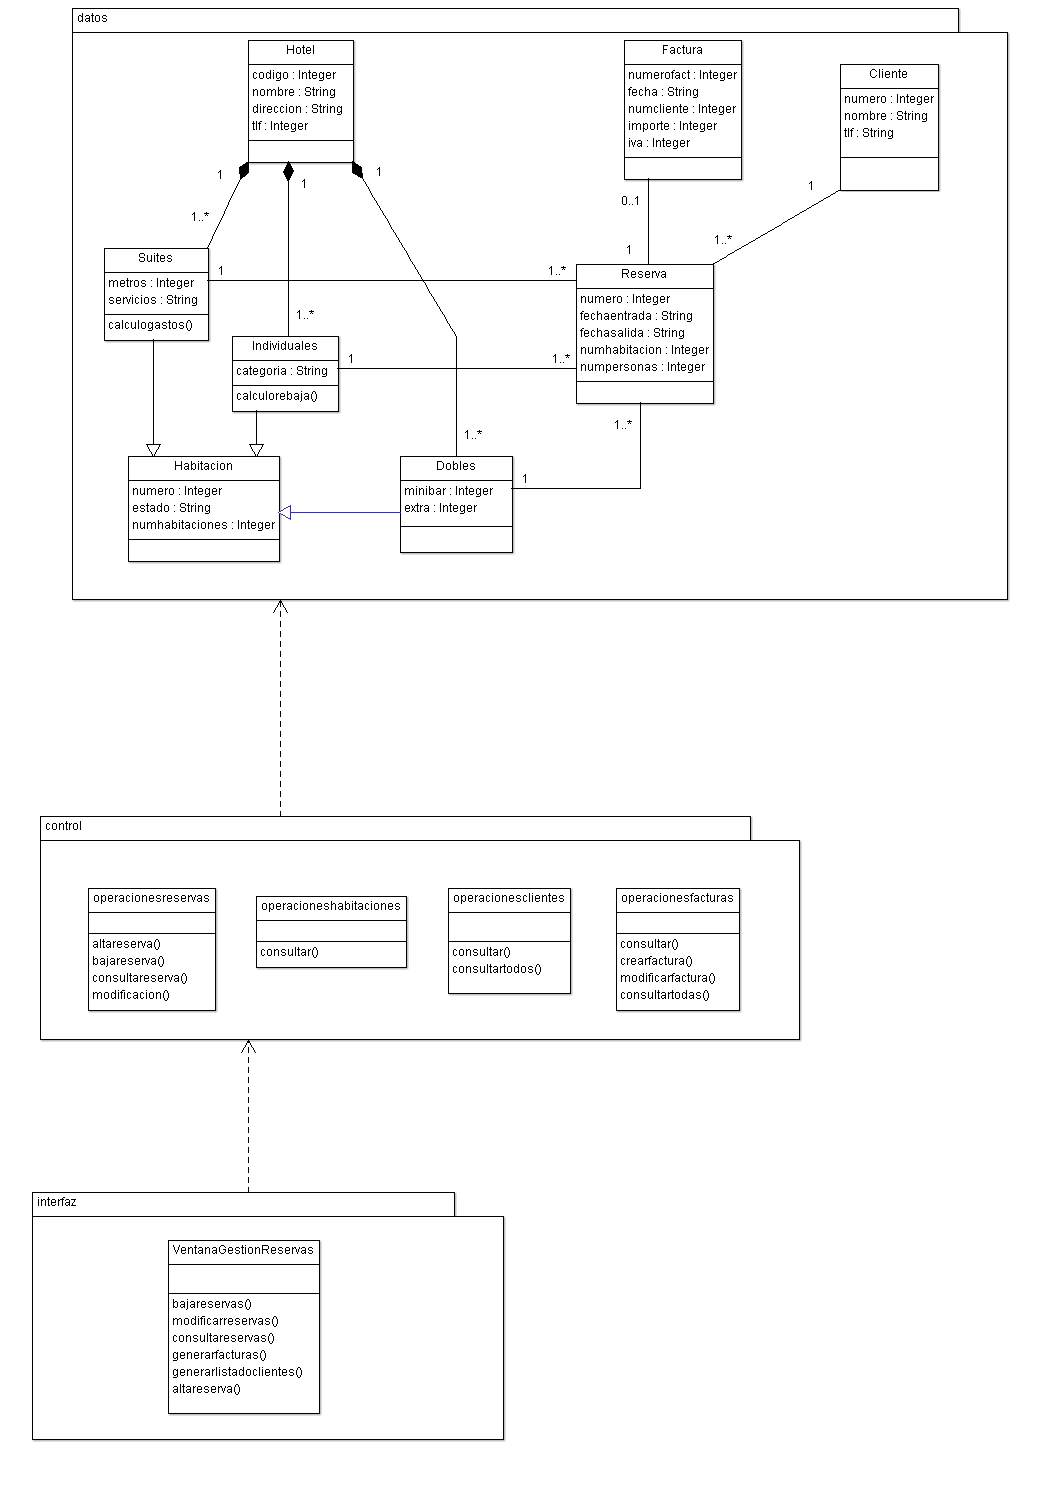 datos
Hotel
codigo : Integer
nombre : String
direccion : String
tlf : Integer
Factura
numerofact : Integer
fecha : String
numcliente : Integer
importe : Integer
iva : Integer
Cliente
numero : Integer
nombre : String
tlf : String
1
1
1
1..*
0..1
1
1
1..*
Suites
metros : Integer
servicios : String
calculogastos()
1
1..*
Reserva
numero : Integer
fechaentrada : String
fechasalida : String
numhabitacion : Integer
numpersonas : Integer
1..*
Individuales
categoria : String
calculorebaja()
1
1..*
1..*
1..*
Habitacion
numero : Integer
estado : String
numhabitaciones : Integer
Dobles
minibar : Integer
extra : Integer
1
control
operacionesreservas
altareserva()
bajareserva()
consultareserva()
modificacion()
operacioneshabitaciones
consultar()
operacionesclientes
consultar()
consultartodos()
operacionesfacturas
consultar()
crearfactura()
modificarfactura()
consultartodas()
interfaz
VentanaGestionReservas
bajareservas()
modificarreservas()
consultareservas()
generarfacturas()
generarlistadoclientes()
altareserva()